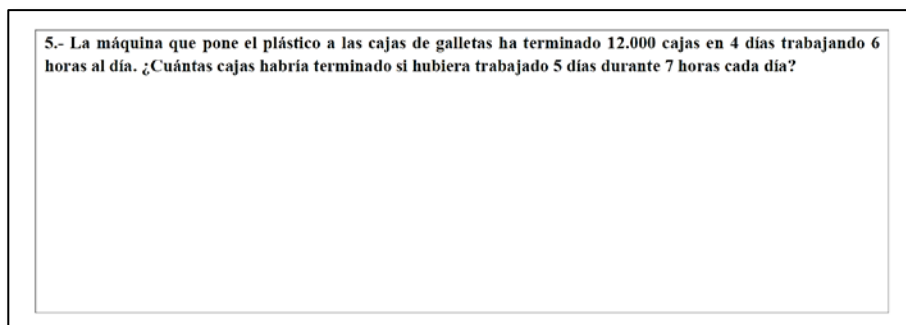 5.- La máquina que pone el plástico a las cajas de galletas ha terminado 12.000 cajas en 4 días trabajando 6
horas al día. ¿Cuántas cajas habría terminado si hubiera trabajado 5 días durante 7 horas cada día?